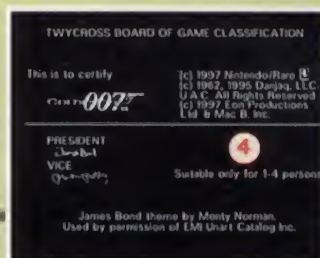 TWYCROSS BOARD OF GAME CLASSIFICATION
This is to certify
(c) 1997 Nintendo/Rare
(c) 1962, 1995 Danjaq, LLC.
U.A.C. All Rights Reserved
(c) 1997 Eon Productions
Ltd & Mac B. Inc.
007
PRESIDENT
VICE
4
Suitable only for 1-4 persons
James Bond theme by Monty Norman.
Used by permission of EMI Unart Catalog Inc.